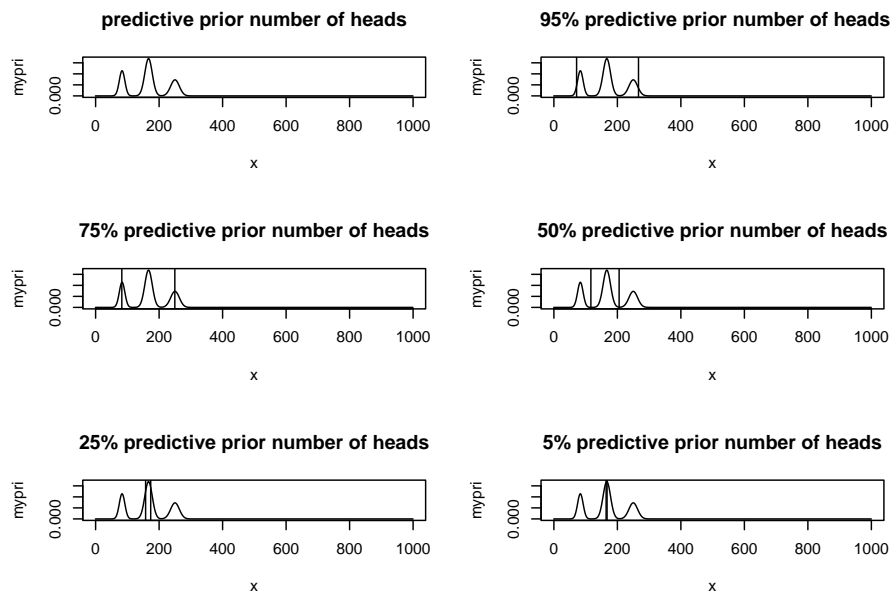 predictive prior number of heads
mypri
0.000
0 200 400 600 800 1000
x
95% predictive prior number of heads
mypri
0.000
0 200 400 600 800 1000
x
75% predictive prior number of heads
mypri
0.000
0 200 400 600 800 1000
x
50% predictive prior number of heads
mypri
0.000
0 200 400 600 800 1000
x
25% predictive prior number of heads
mypri
0.000
0 200 400 600 800 1000
x
5% predictive prior number of heads
mypri
0.000
0 200 400 600 800 1000
x